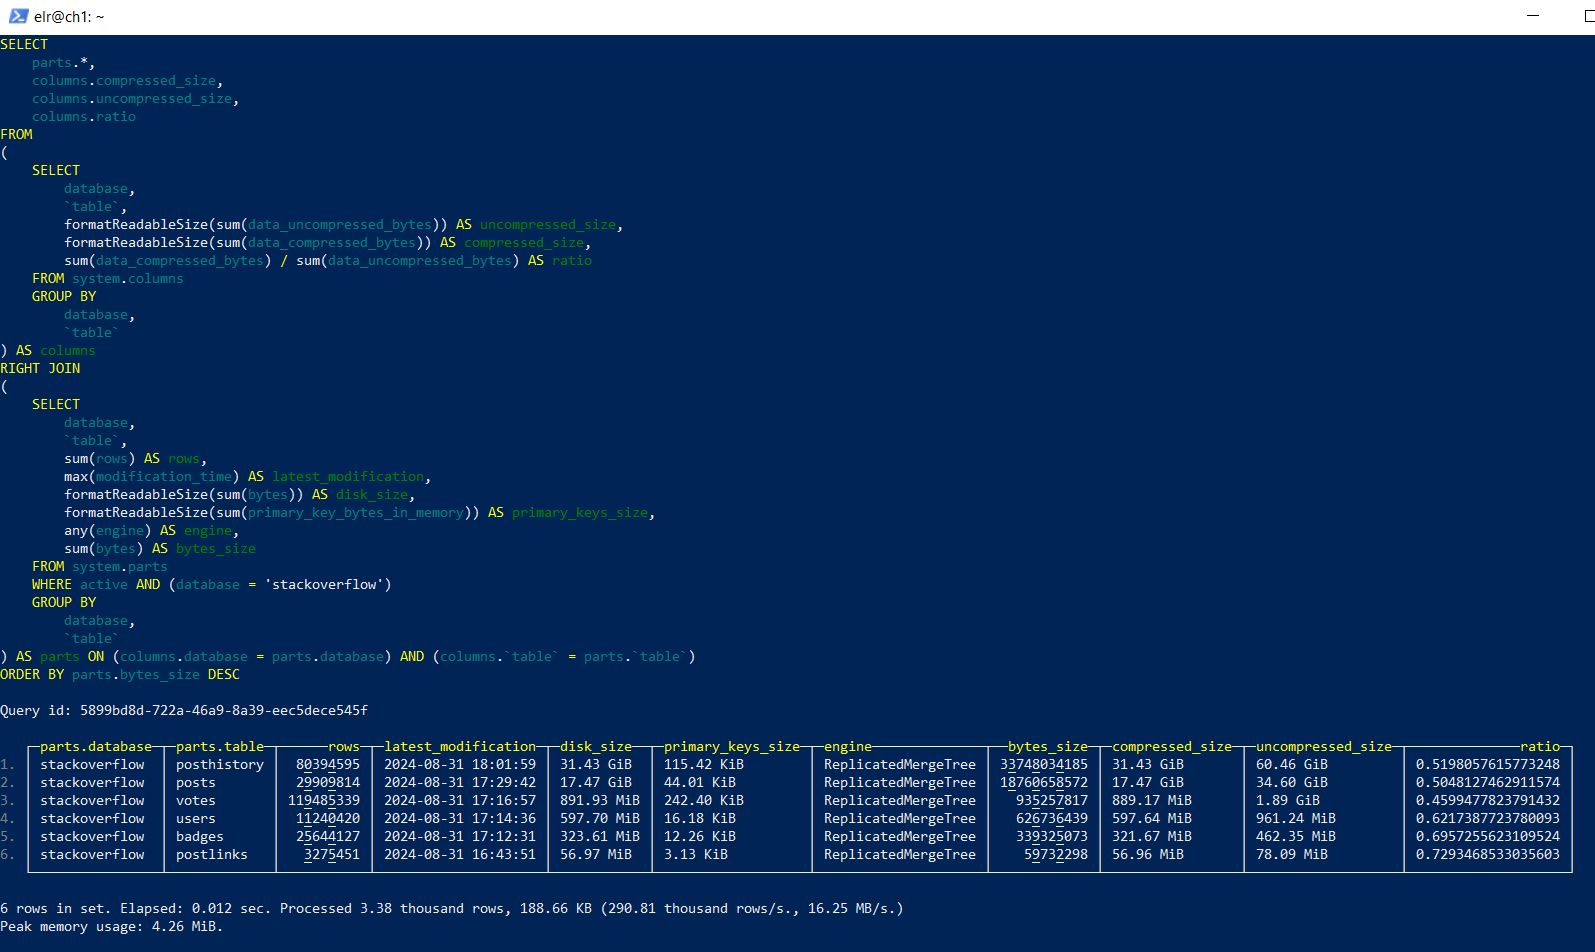 elr@ch1: ~
SELECT
    parts.*,
    columns.compressed_size,
    columns.uncompressed_size,
    columns.ratio
FROM
(
    SELECT
        database,
        `table`,
        formatReadableSize(sum(data_uncompressed_bytes)) AS uncompressed_size,
        formatReadableSize(sum(data_compressed_bytes)) AS compressed_size,
        sum(data_compressed_bytes) / sum(data_uncompressed_bytes) AS ratio
    FROM system.columns
    GROUP BY
        database,
        `table`
) AS columns
RIGHT JOIN
(
    SELECT
        database,
        `table`,
        sum(rows) AS rows,
        max(modification_time) AS latest_modification,
        formatReadableSize(sum(bytes)) AS disk_size,
        formatReadableSize(sum(primary_key_bytes_in_memory)) AS primary_keys_size,
        any(engine) AS engine,
        sum(bytes) AS bytes_size
    FROM system.parts
    WHERE active AND (database = 'stackoverflow')
    GROUP BY
        database,
        `table`
) AS parts ON (columns.database = parts.database) AND (columns.`table` = parts.`table`)
ORDER BY parts.bytes_size DESC
Query id: 5899bd8d-722a-46a9-8a39-eec5dece545f
parts.database parts.table rows latest_modification disk_size primary_keys_size engine bytes_size compressed_size uncompressed_size ratio
1. stackoverflow posthistory 80394595 2024-08-31 18:01:59 31.43 GiB 115.42 KiB ReplicatedMergeTree 33748034185 31.43 GiB 60.46 GiB 0.5198057615773248
2. stackoverflow posts 29909814 2024-08-31 17:29:42 17.47 GiB 44.01 KiB ReplicatedMergeTree 18760658572 17.47 GiB 34.60 GiB 0.5048127462911574
3. stackoverflow votes 119485339 2024-08-31 17:16:57 891.93 MiB 242.40 KiB ReplicatedMergeTree 935257817 889.17 MiB 1.89 GiB 0.4599477823791432
4. stackoverflow users 11240420 2024-08-31 17:14:36 597.70 MiB 16.18 KiB ReplicatedMergeTree 626736439 597.64 MiB 961.24 MiB 0.6217387723780093
5. stackoverflow badges 25644127 2024-08-31 17:12:31 323.61 MiB 12.26 KiB ReplicatedMergeTree 339325073 321.67 MiB 462.35 MiB 0.6957255623109524
6. stackoverflow postlinks 3275451 2024-08-31 16:43:51 56.97 MiB 3.13 KiB ReplicatedMergeTree 59732298 56.96 MiB 78.09 MiB 0.7293468533035603
6 rows in set. Elapsed: 0.012 sec. Processed 3.38 thousand rows, 188.66 KB (290.81 thousand rows/s., 16.25 MB/s.)
Peak memory usage: 4.26 MiB.